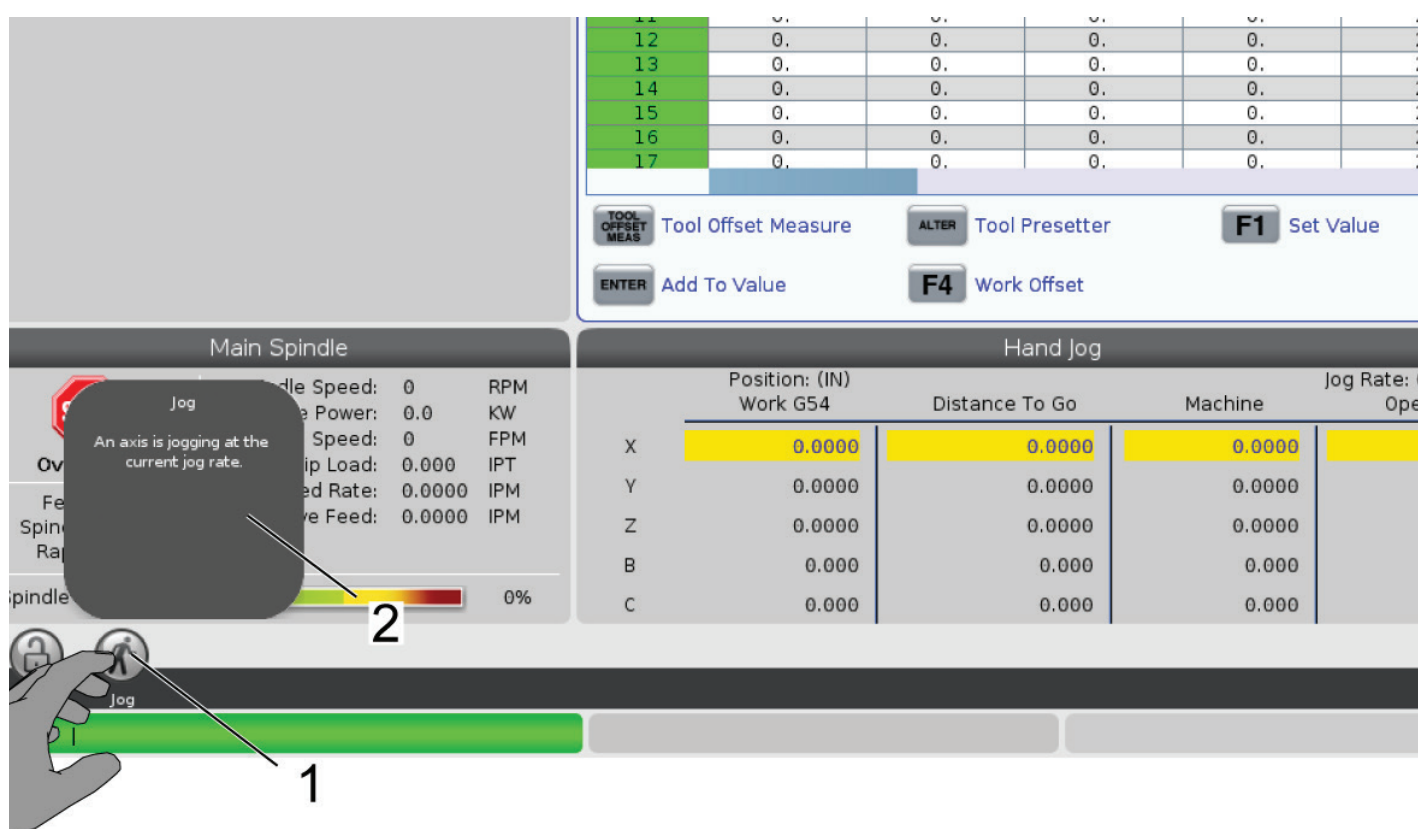 12 0. 0. 0. 0.
13 0. 0. 0. 0.
14 0. 0. 0. 0.
15 0. 0. 0. 0.
16 0. 0. 0. 0.
17 0. 0. 0. 0.
TOOL OFFSET MEAS Tool Offset Measure ALTER Tool Presetter F1 Set Value
ENTER Add To Value F4 Work Offset
Main Spindle
Speed: 0 RPM
Power: 0.0 KW
Speed: 0 FPM
Load: 0.000 IPT
Rate: 0.0000 IPM
Feed: 0.0000 IPM
0%
Jog
An axis is jogging at the
current jog rate.
2
Hand Jog
Position: (IN) Jog Rate:
Work G54 Distance To Go Machine
X 0.0000 0.0000 0.0000
Y 0.0000 0.0000 0.0000
Z 0.0000 0.0000 0.0000
B 0.000 0.000 0.000
C 0.000 0.000 0.000
Jog
1